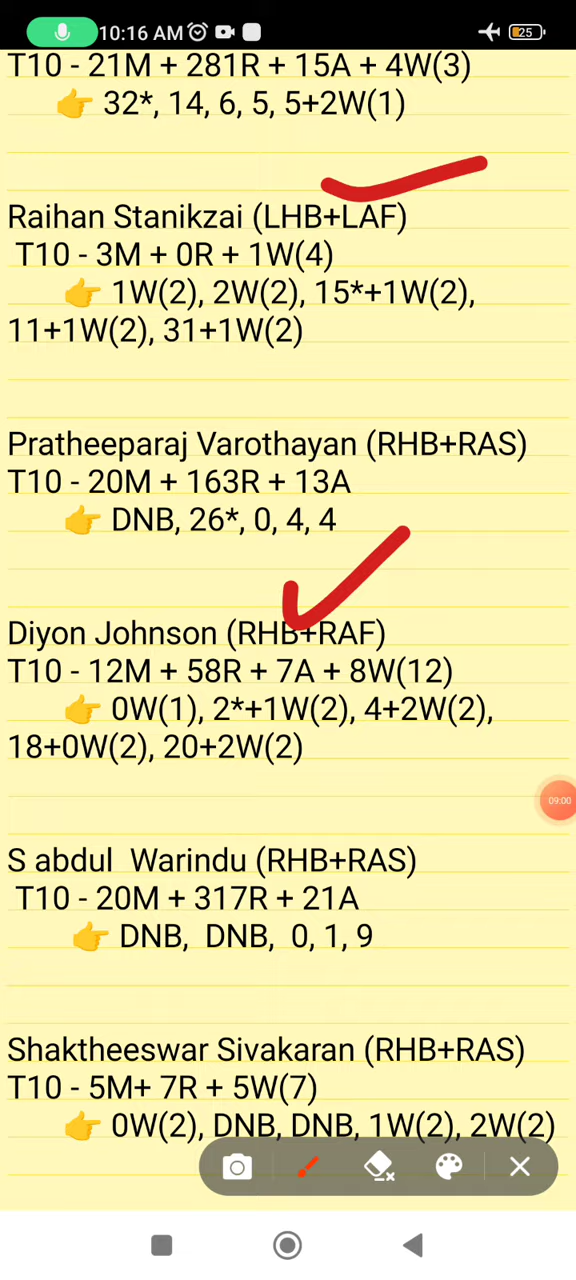 10:16 AM
25
T10 - 21M + 281R + 15A + 4W(3)
👉 32*, 14, 6, 5, 5+2W(1)
Raihan Stanikzai (LHB+LAF)
T10 - 3M + 0R + 1W(4)
👉 1W(2), 2W(2), 15*+1W(2),
11+1W(2), 31+1W(2)
Pratheeparaj Varothayan (RHB+RAS)
T10 - 20M + 163R + 13A
👉 DNB, 26*, 0, 4, 4
Diyon Johnson (RHB+RAF)
T10 - 12M + 58R + 7A + 8W(12)
👉 0W(1), 2*+1W(2), 4+2W(2),
18+0W(2), 20+2W(2)
09:00
S abdul Warindu (RHB+RAS)
T10 - 20M + 317R + 21A
👉 DNB, DNB, 0, 1, 9
Shaktheeswar Sivakaran (RHB+RAS)
T10 - 5M+ 7R + 5W(7)
👉 0W(2), DNB, DNB, 1W(2), 2W(2)